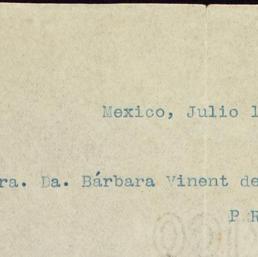 Mexico, Julio 1
ra. Da. Bárbara Vinent de
P R